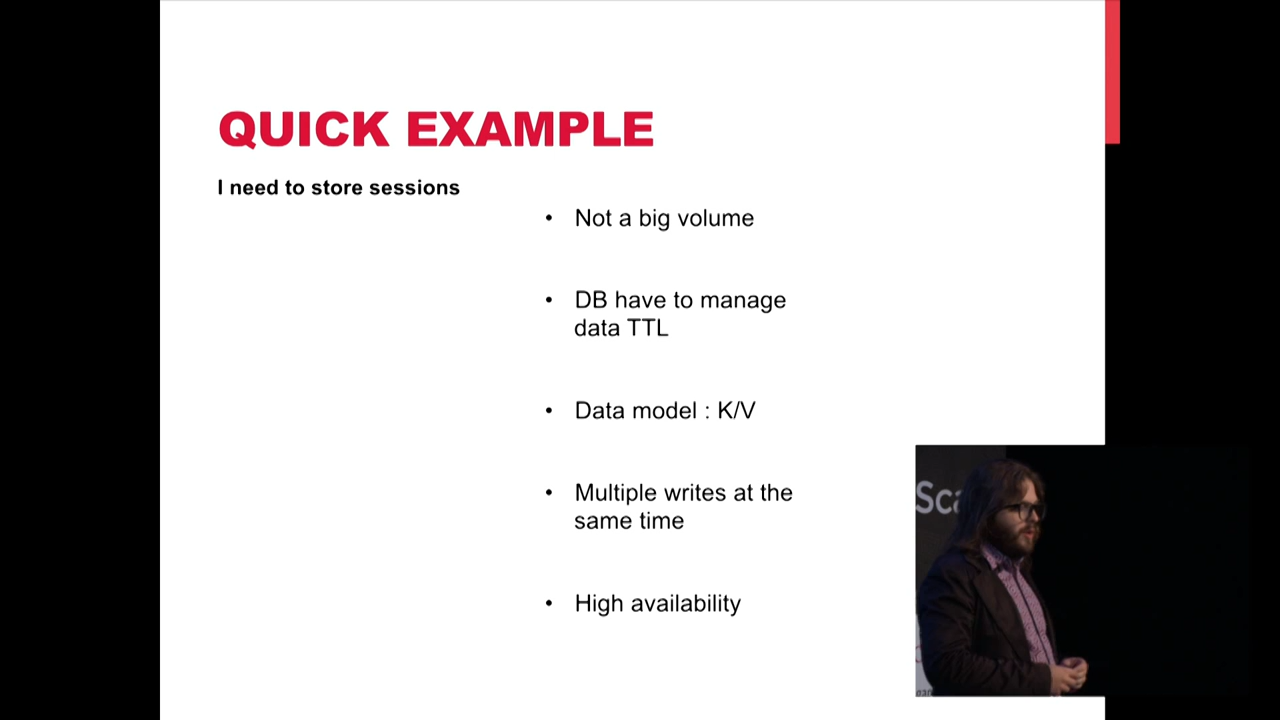 QUICK EXAMPLE
I need to store sessions
• Not a big volume
• DB have to manage
data TTL
• Data model : K/V
• Multiple writes at the
same time
• High availability
Sca